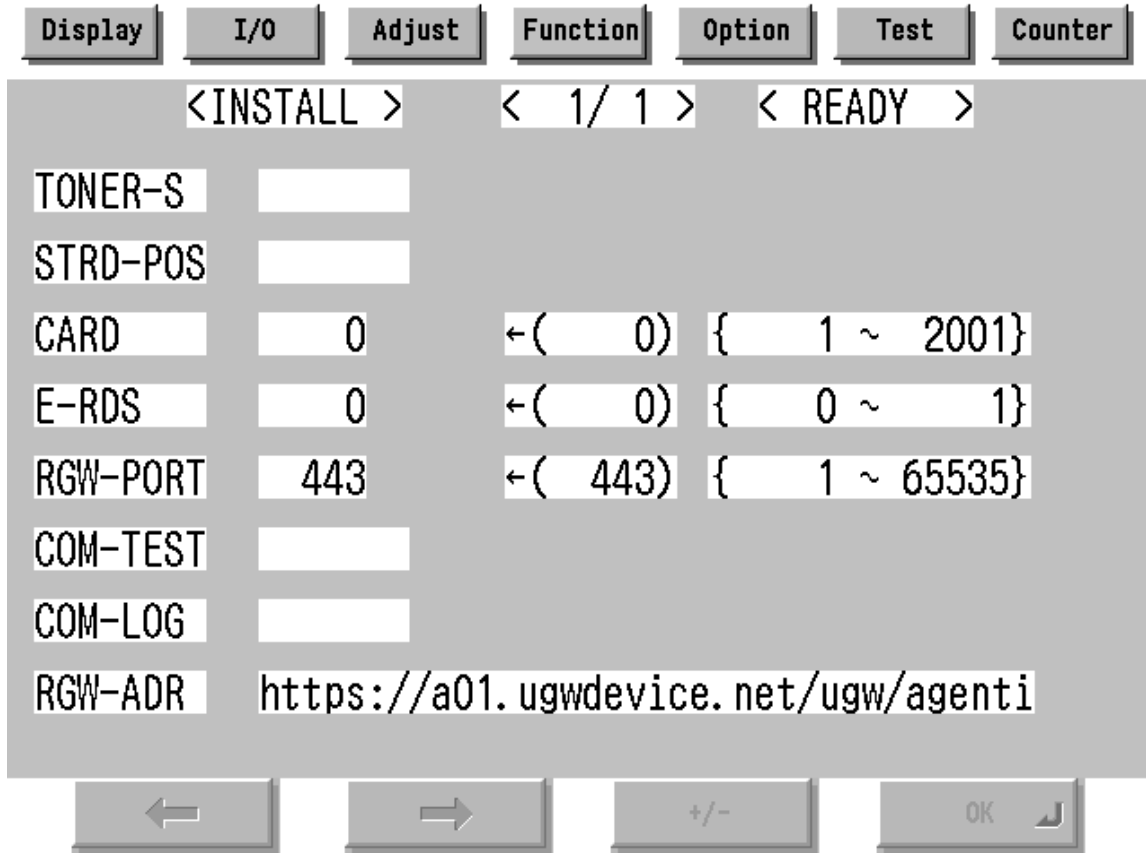 Display I/O Adjust Function Option Test Counter
<INSTALL > < 1/ 1 > < READY >
TONER-S
STRD-POS
CARD 0 ←( 0) { 1 ~ 2001}
E-RDS 0 ←( 0) { 0 ~ 1}
RGW-PORT 443 ←( 443) { 1 ~ 65535}
COM-TEST
COM-LOG
RGW-ADR https://a01.ugwdevice.net/ugw/agenti
+/- OK